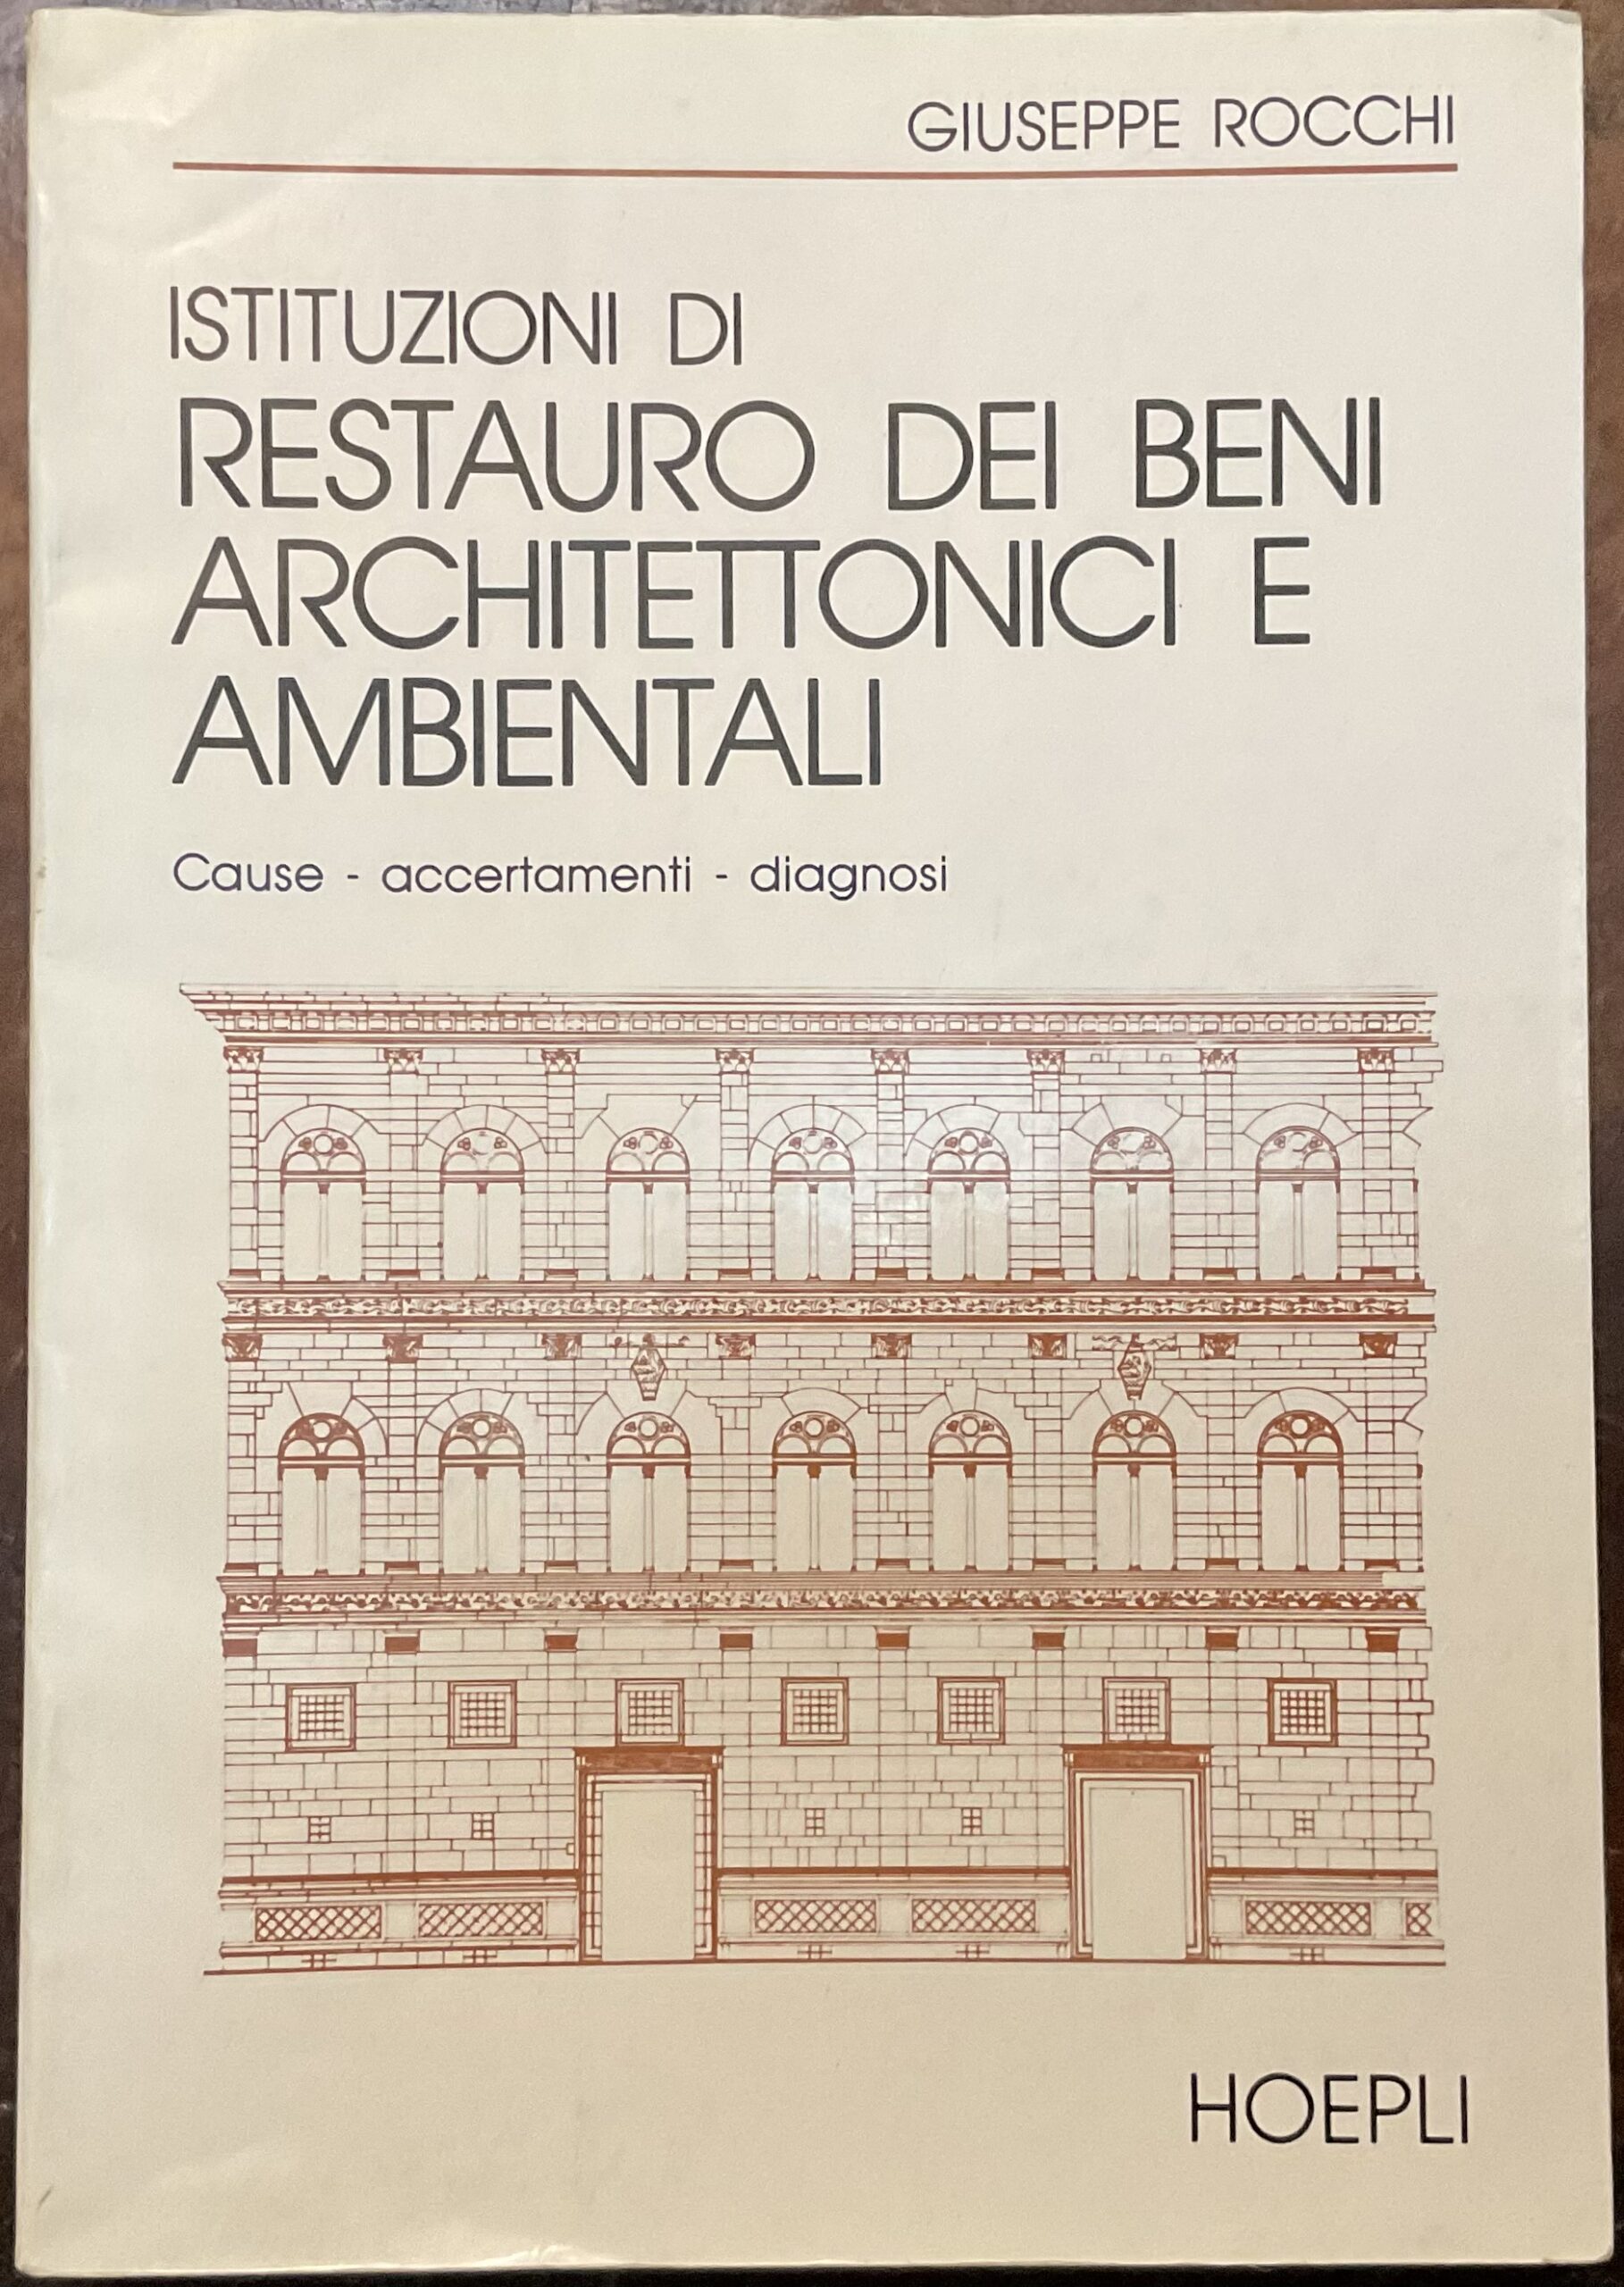 GIUSEPPE ROCCHI
ISTITUZIONI DI
RESTAURO DEI BENI
ARCHITETTONICI E
AMBIENTALI
Cause - accertamenti - diagnosi
HOEPLI